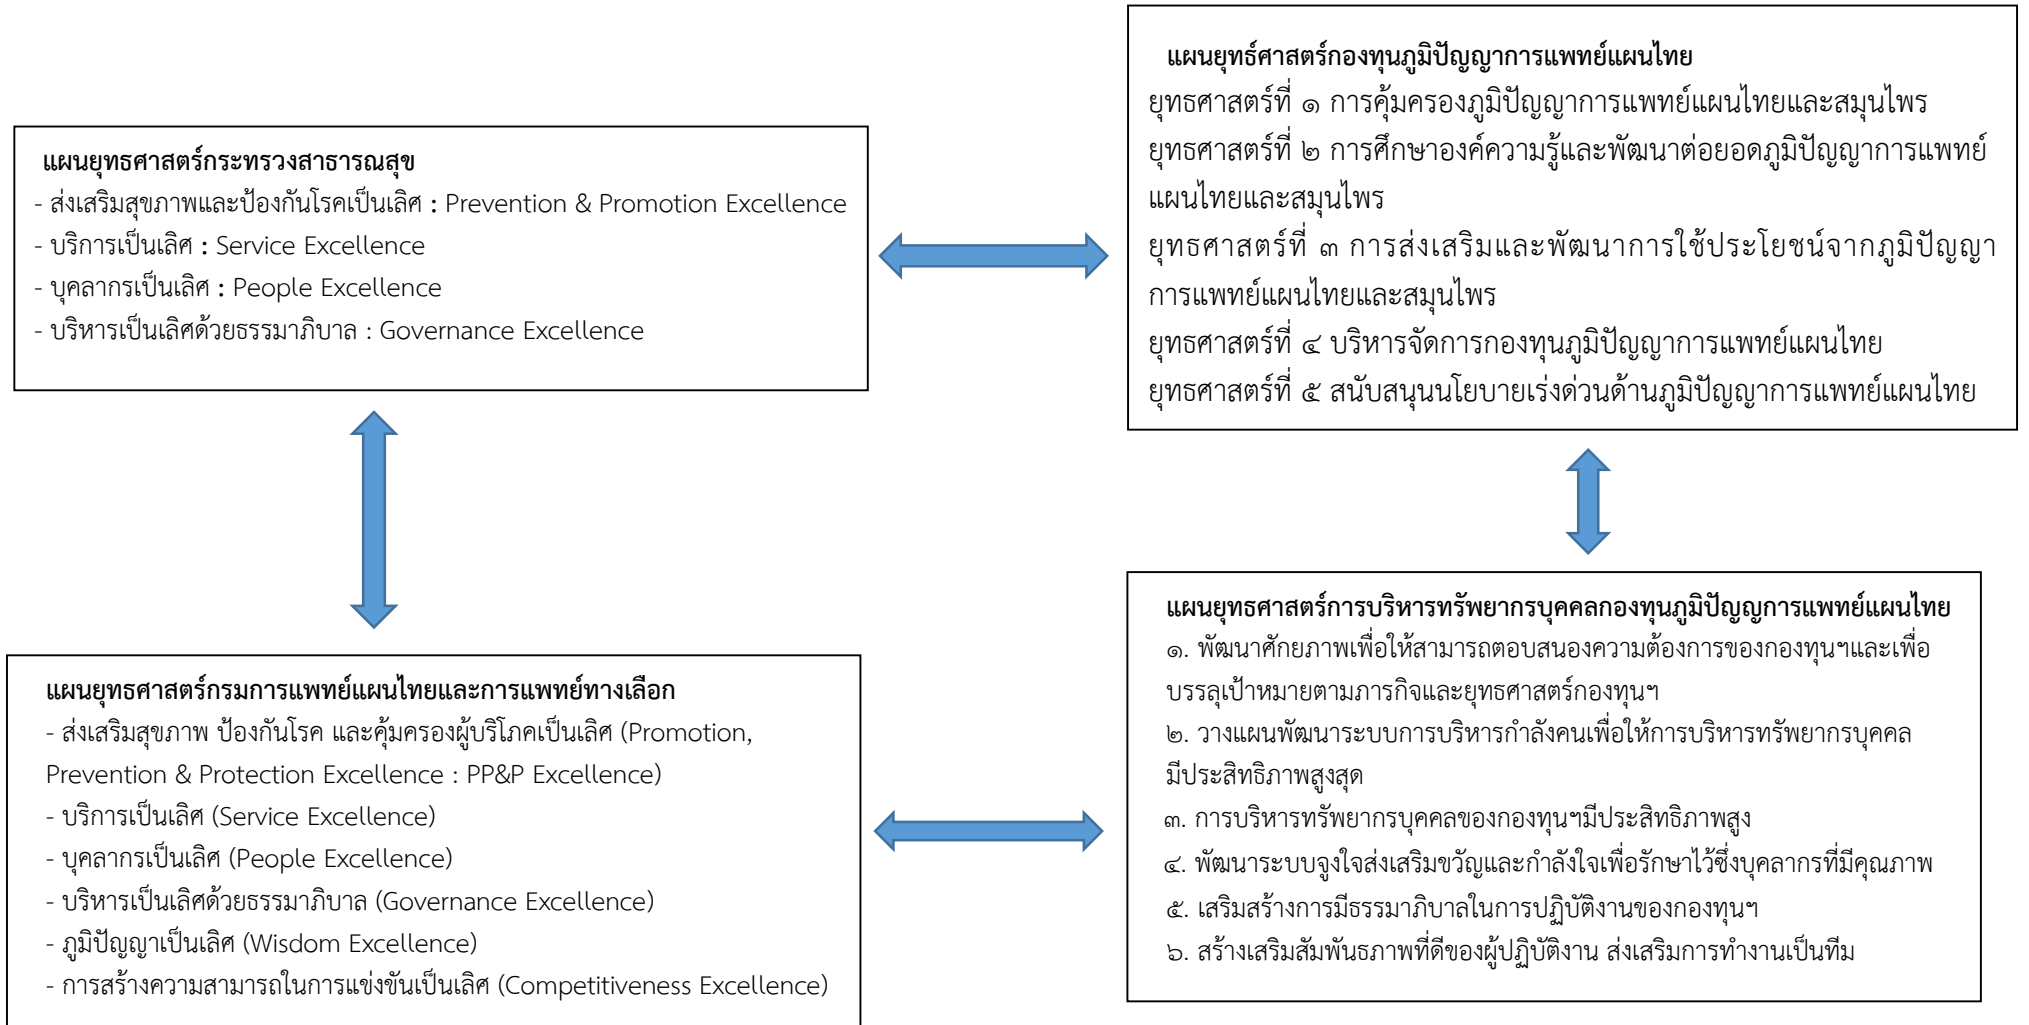 แผนยุทธศาสตร์กระทรวงสาธารณสุข
- ส่งเสริมสุขภาพและป้องกันโรคเป็นเลิศ : Prevention & Promotion Excellence
- บริการเป็นเลิศ : Service Excellence
- บุคลากรเป็นเลิศ : People Excellence
- บริหารเป็นเลิศด้วยธรรมาภิบาล : Governance Excellence
แผนยุทธ์ศาสตร์กองทุนภูมิปัญญาการแพทย์แผนไทย
ยุทธศาสตร์ที่ ๑ การคุ้มครองภูมิปัญญาการแพทย์แผนไทยและสมุนไพร
ยุทธศาสตร์ที่ ๒ การศึกษาองค์ความรู้และพัฒนาต่อยอดภูมิปัญญาการแพทย์
แผนไทยและสมุนไพร
ยุทธศาสตร์ที่ ๓ การส่งเสริมและพัฒนาการใช้ประโยชน์จากภูมิปัญญา
การแพทย์แผนไทยและสมุนไพร
ยุทธศาสตร์ที่ ๔ บริหารจัดการกองทุนภูมิปัญญาการแพทย์แผนไทย
ยุทธศาสตร์ที่ ๕ สนับสนุนนโยบายเร่งด่วนด้านภูมิปัญญาการแพทย์แผนไทย
แผนยุทธศาสตร์กรมการแพทย์แผนไทยและการแพทย์ทางเลือก
- ส่งเสริมสุขภาพ ป้องกันโรค และคุ้มครองผู้บริโภคเป็นเลิศ (Promotion,
Prevention & Protection Excellence : PP&P Excellence)
- บริการเป็นเลิศ (Service Excellence)
- บุคลากรเป็นเลิศ (People Excellence)
- บริหารเป็นเลิศด้วยธรรมาภิบาล (Governance Excellence)
- ภูมิปัญญาเป็นเลิศ (Wisdom Excellence)
- การสร้างความสามารถในการแข่งขันเป็นเลิศ (Competitiveness Excellence)
แผนยุทธศาสตร์การบริหารทรัพยากรบุคคลกองทุนภูมิปัญญการแพทย์แผนไทย
๑. พัฒนาศักยภาพเพื่อให้สามารถตอบสนองความต้องการของกองทุนฯและเพื่อ
บรรลุเป้าหมายตามภารกิจและยุทธศาสตร์กองทุนฯ
๒. วางแผนพัฒนาระบบการบริหารกำลังคนเพื่อให้การบริหารทรัพยากรบุคคล
มีประสิทธิภาพสูงสุด
๓. การบริหารทรัพยากรบุคคลของกองทุนฯมีประสิทธิภาพสูง
๔. พัฒนาระบบจูงใจส่งเสริมขวัญและกำลังใจเพื่อรักษาไว้ซึ่งบุคลากรที่มีคุณภาพ
๕. เสริมสร้างการมีธรรมาภิบาลในการปฏิบัติงานของกองทุนฯ
๖. สร้างเสริมสัมพันธภาพที่ดีของผู้ปฏิบัติงาน ส่งเสริมการทำงานเป็นทีม